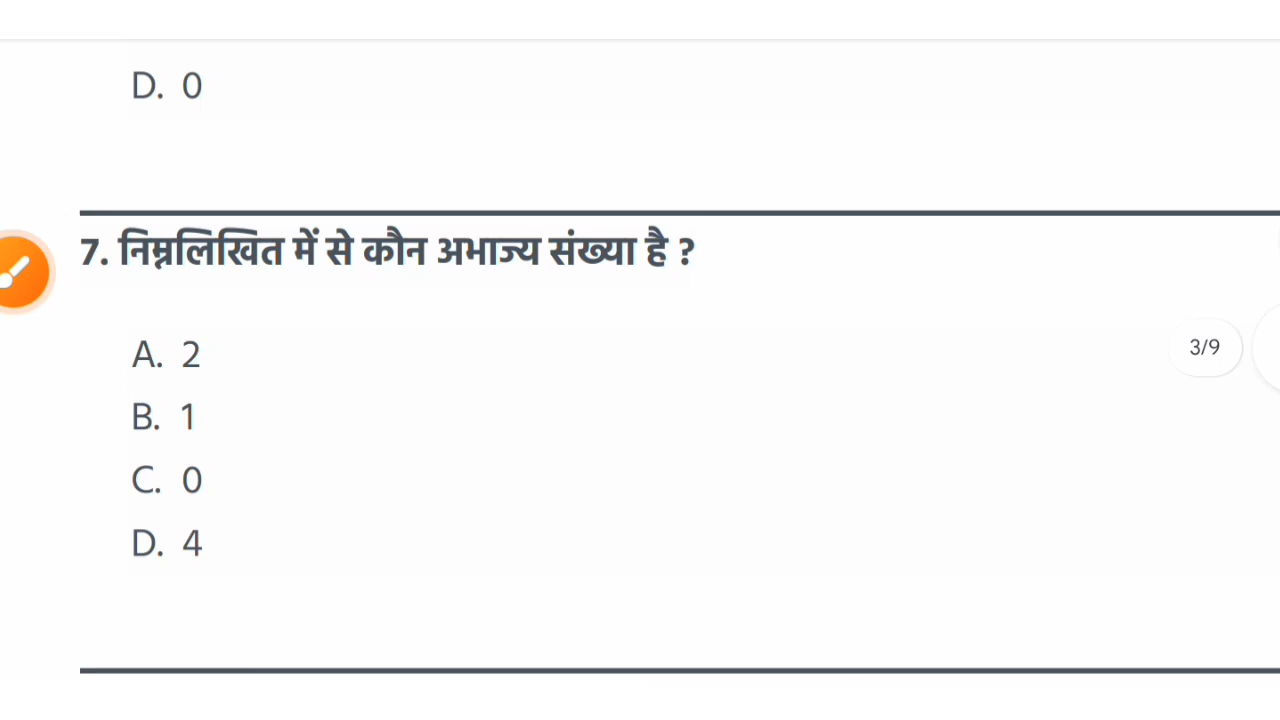 D. 0
7. निम्नलिखित में से कौन अभाज्य संख्या है ?
A. 2
3/9
B. 1
C. 0
D. 4